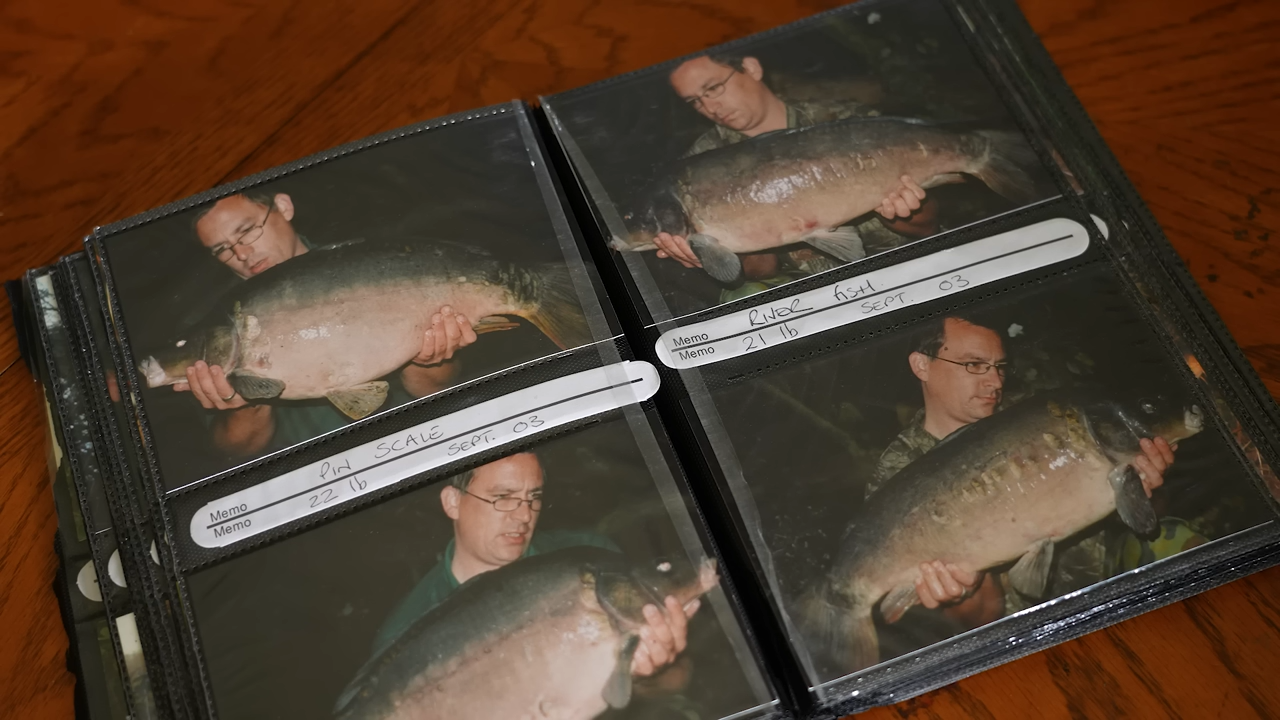 Memo PIN SCALE
Memo 22 lb SEPT. 03
Memo RIVER FISH
Memo 21 lb SEPT. 03